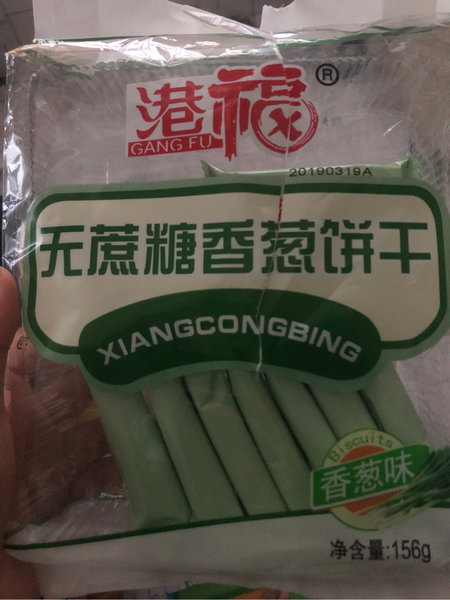 港福®
GANG FU
20190319A
无蔗糖香葱饼干
XIANGCONGBING
Biscuits
香葱味
净含量:156g